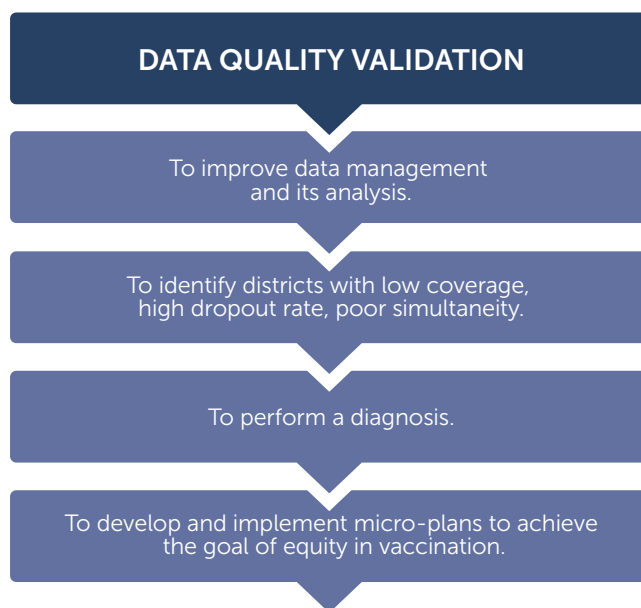 DATA QUALITY VALIDATION
To improve data management
and its analysis.
To identify districts with low coverage,
high dropout rate, poor simultaneity.
To perform a diagnosis.
To develop and implement micro-plans to achieve
the goal of equity in vaccination.